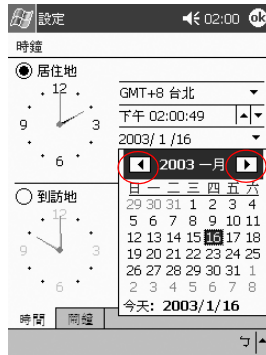 設定 02:00 ok
時鐘
居住地
12
9 3
6
GMT+8 台北
下午 02:00:49
2003/ 1 /16
2003 一月
日 一 二 三 四 五 六
29 30 31 1 2 3 4
5 6 7 8 9 10 11
12 13 14 15 16 17 18
19 20 21 22 23 24 25
26 27 28 29 30 31 1
2 3 4 5 6 7 8
今天: 2003/1/16
到訪地
12
9 3
6
時間 鬧鐘